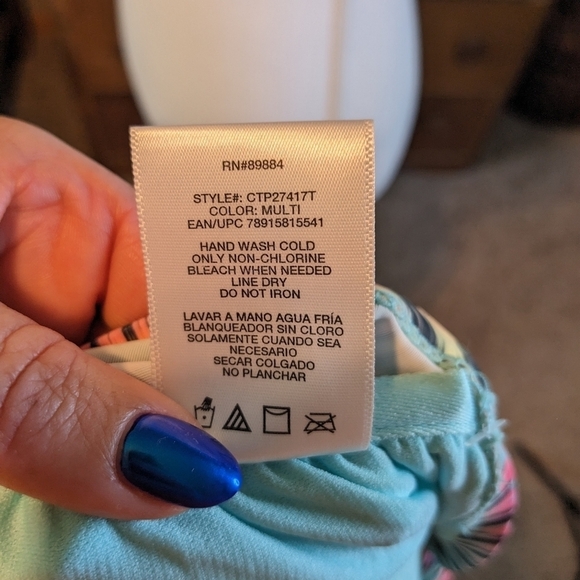 RN#89884
STYLE#: CTP27417T
COLOR: MULTI
EAN/UPC 78915815541
HAND WASH COLD
ONLY NON-CHLORINE
BLEACH WHEN NEEDED
LINE DRY
DO NOT IRON
LAVAR A MANO AGUA FRÍA
BLANQUEADOR SIN CLORO
SOLAMENTE CUANDO SEA
NECESARIO
SECAR COLGADO
NO PLANCHAR